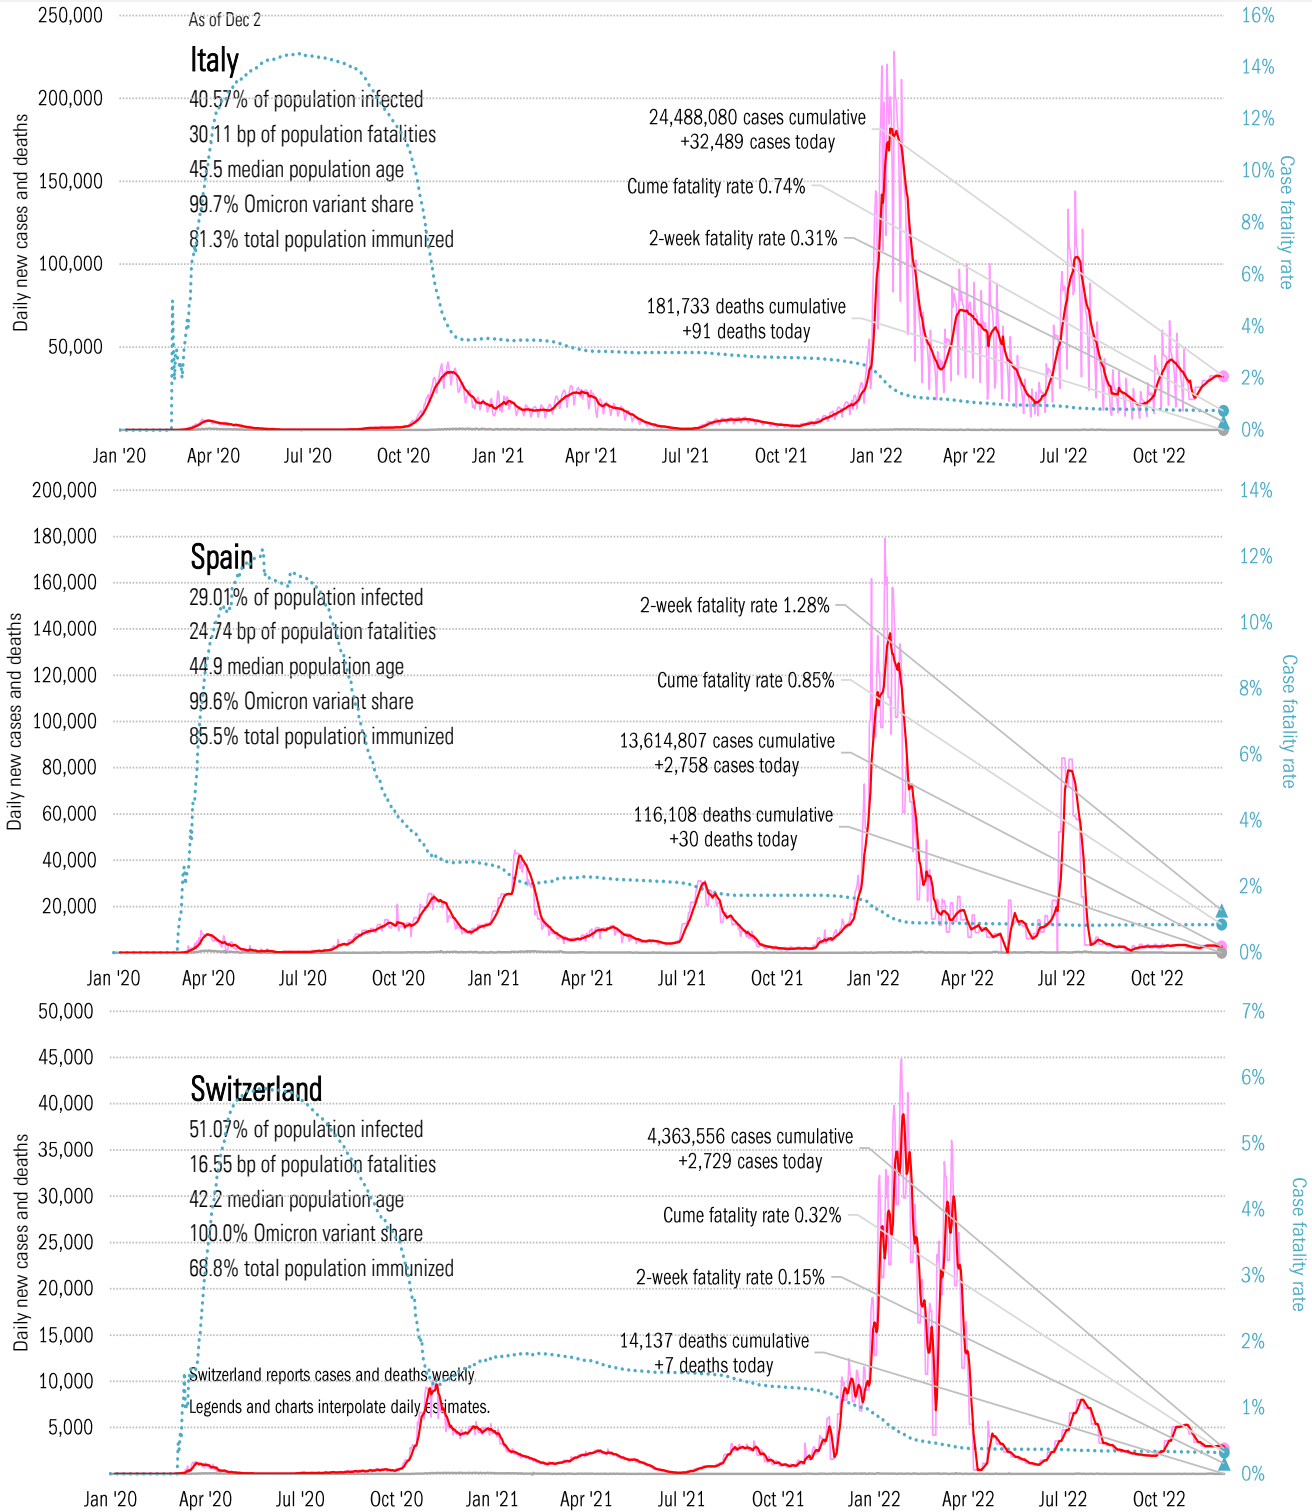 250,000
As of Dec 2
16%
Italy
14%
40.57% of population infected
200,000
24,488,080 cases cumulative
+32,489 cases today
12%
30.11 bp of population fatalities
45.5 median population age
150,000
Cume fatality rate 0.74%
10%
99.7% Omicron variant share
8%
81.3% total population immunized
2-week fatality rate 0.31%
100,000
6%
181,733 deaths cumulative
+91 deaths today
4%
50,000
2%
0%
Daily new cases and deaths
Case fatality rate
Jan '20 Apr '20 Jul '20 Oct '20 Jan '21 Apr '21 Jul '21 Oct '21 Jan '22 Apr '22 Jul '22 Oct '22
200,000
14%
180,000
Spain
12%
160,000
29.01% of population infected
2-week fatality rate 1.28%
140,000
24.74 bp of population fatalities
10%
44.9 median population age
120,000
Cume fatality rate 0.85%
8%
99.6% Omicron variant share
100,000
85.5% total population immunized
13,614,807 cases cumulative
+2,758 cases today
6%
80,000
60,000
116,108 deaths cumulative
+30 deaths today
4%
40,000
2%
20,000
0%
Daily new cases and deaths
Case fatality rate
Jan '20 Apr '20 Jul '20 Oct '20 Jan '21 Apr '21 Jul '21 Oct '21 Jan '22 Apr '22 Jul '22 Oct '22
50,000
7%
45,000
Switzerland
6%
40,000
51.07% of population infected
4,363,556 cases cumulative
+2,729 cases today
5%
35,000
16.55 bp of population fatalities
42.2 median population age
30,000
Cume fatality rate 0.32%
4%
100.0% Omicron variant share
25,000
68.8% total population immunized
2-week fatality rate 0.15%
3%
20,000
15,000
14,137 deaths cumulative
+7 deaths today
2%
10,000
Switzerland reports cases and deaths weekly
Legends and charts interpolate daily estimates.
1%
5,000
0%
Daily new cases and deaths
Case fatality rate
Jan '20 Apr '20 Jul '20 Oct '20 Jan '21 Apr '21 Jul '21 Oct '21 Jan '22 Apr '22 Jul '22 Oct '22